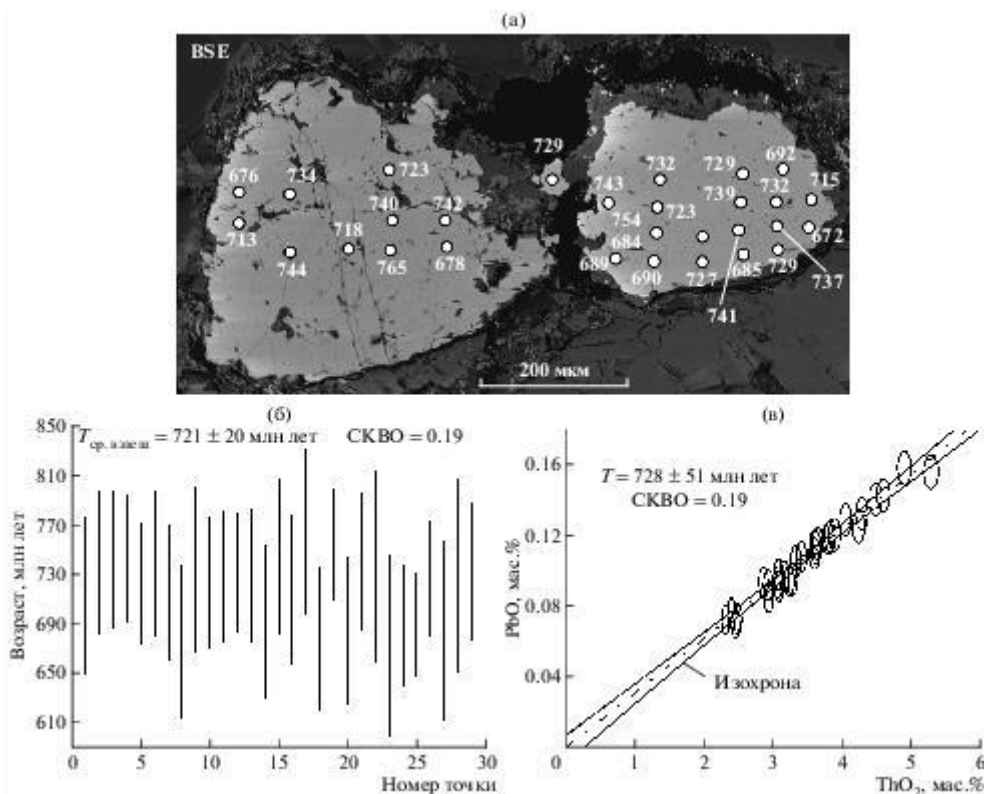 (а)
BSE
729
732
729
692
743
739
732
715
676
734
723
754
723
740
742
713
718
684
672
744
765
678
689
690
727
685
729
737
741
200 мкм
(б)
850
T ср. взвеш = 721 ± 20 млн лет СКВО = 0.19
810
770
730
690
650
610
Возраст, млн лет
0 5 10 15 20 25 30
Номер точки
(в)
0.16
T = 728 ± 51 млн лет
СКВО = 0.19
0.12
0.08
0.04
PbO, мас.%
Изохрона
0 1 2 3 4 5 6
ThO₂, мас.%